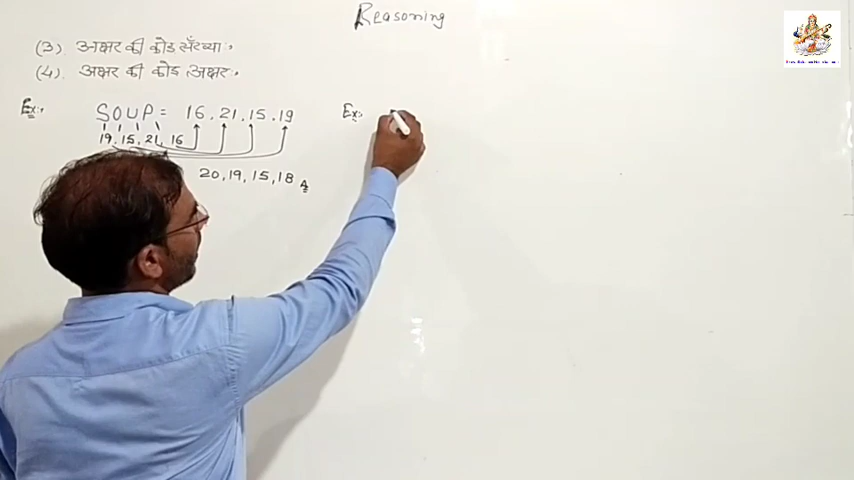 Reasoning
(3). अक्षर की कोड सँख्या:-
(4). अक्षर की कोड अक्षर:-
Ex:- SOUP = 16, 21, 15, 19
19, 15, 21, 16
20, 19, 15, 18 A
Ex:-